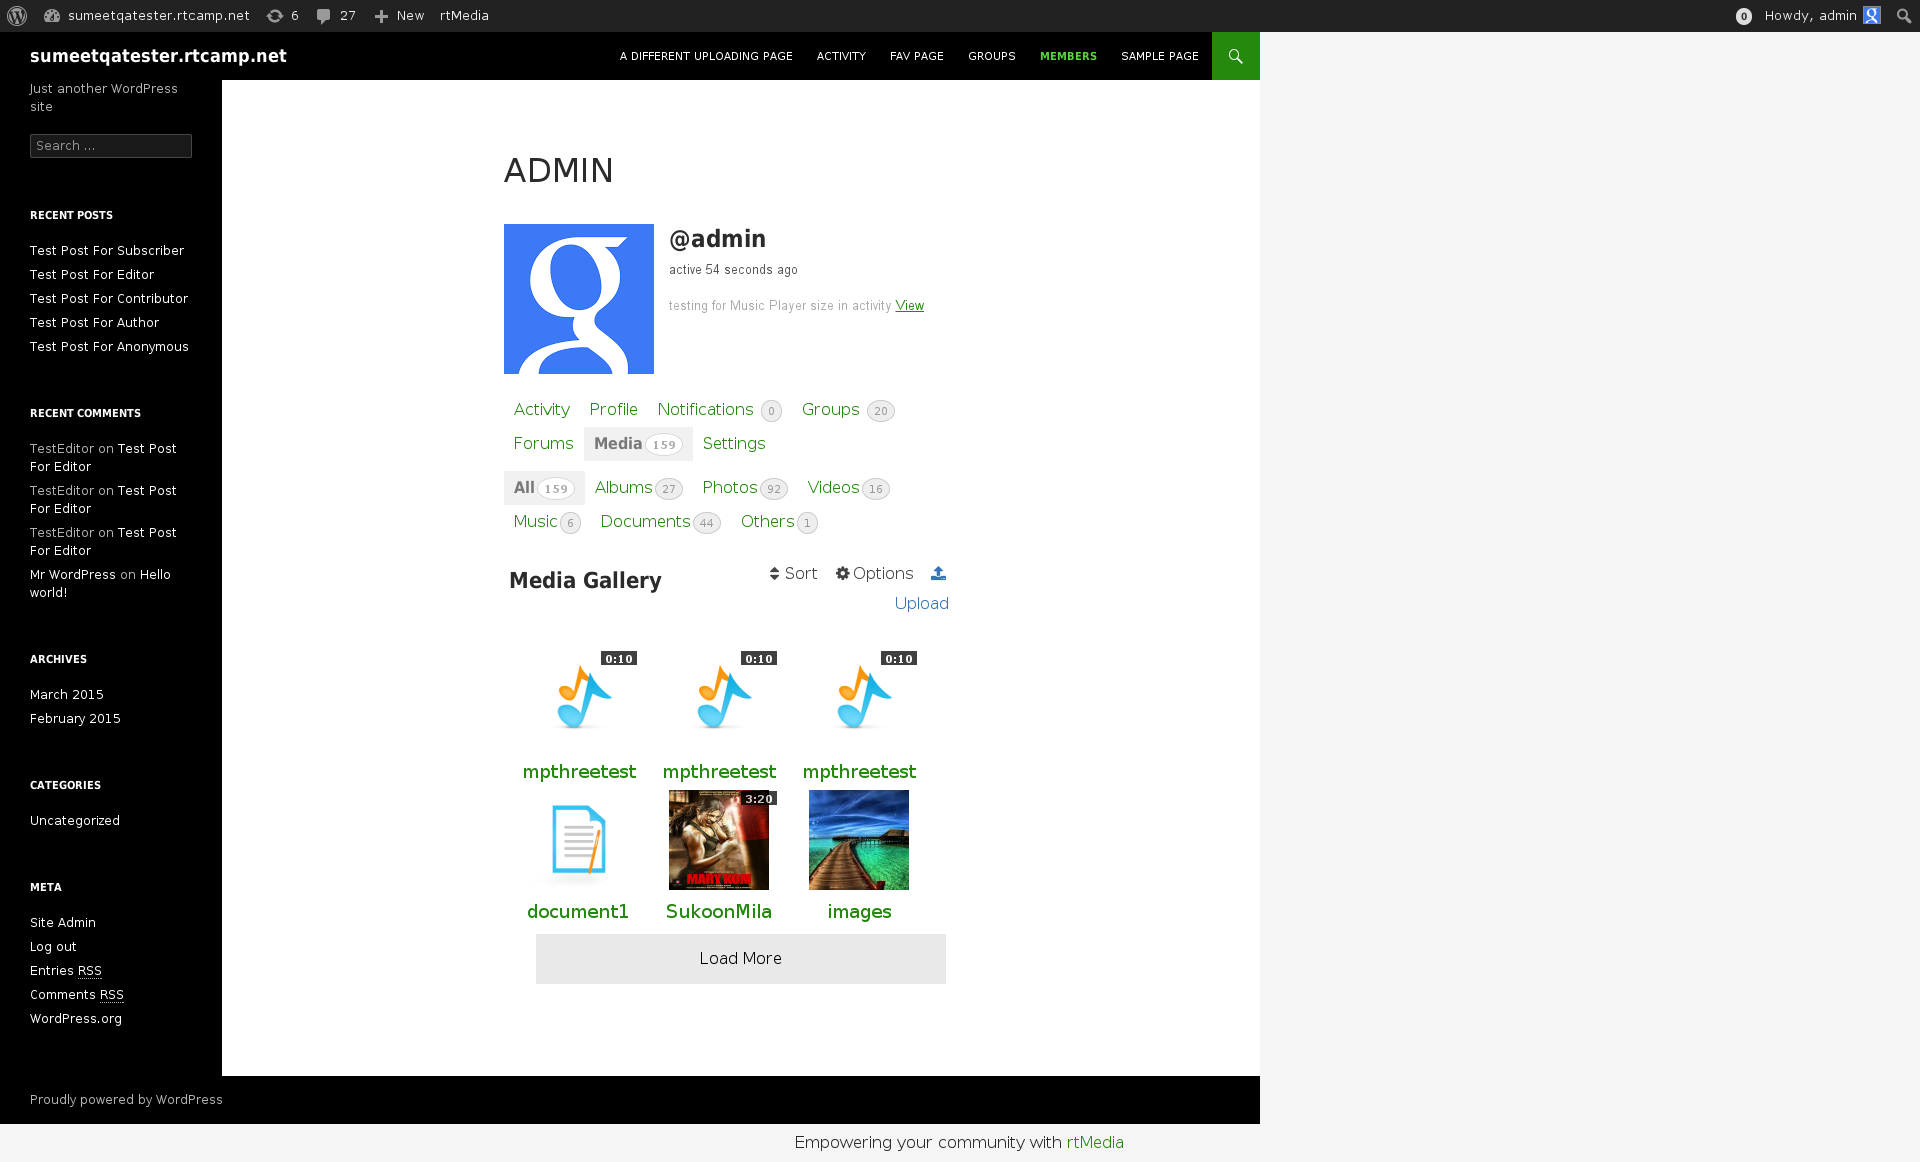 sumeetqatester.rtcamp.net 6 27 New rtMedia 0 Howdy, admin
sumeetqatester.rtcamp.net A DIFFERENT UPLOADING PAGE ACTIVITY FAV PAGE GROUPS MEMBERS SAMPLE PAGE
Just another WordPress
site
Search ...
RECENT POSTS
Test Post For Subscriber
Test Post For Editor
Test Post For Contributor
Test Post For Author
Test Post For Anonymous
RECENT COMMENTS
TestEditor on Test Post
For Editor
TestEditor on Test Post
For Editor
TestEditor on Test Post
For Editor
Mr WordPress on Hello
world!
ARCHIVES
March 2015
February 2015
CATEGORIES
Uncategorized
META
Site Admin
Log out
Entries RSS
Comments RSS
WordPress.org
ADMIN
g
@admin
active 54 seconds ago
testing for Music Player size in activity View
Activity Profile Notifications 0 Groups 20
Forums Media 159 Settings
All 159 Albums 27 Photos 92 Videos 16
Music 6 Documents 44 Others 1
Media Gallery Sort Options
Upload
0:10 0:10 0:10
mpthreetest mpthreetest mpthreetest
3:20
MARY KOM
document1 SukoonMila images
Load More
Proudly powered by WordPress
Empowering your community with rtMedia